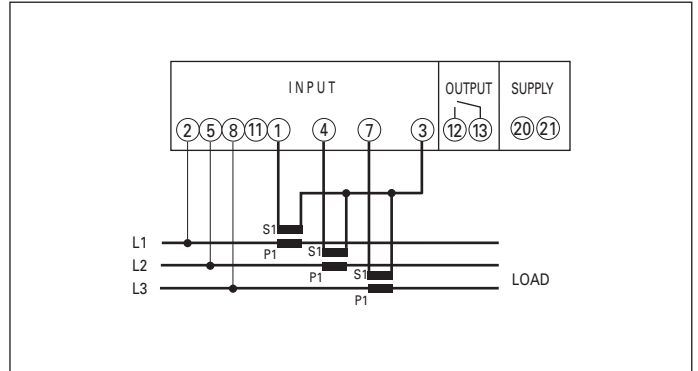 INPUT
OUTPUT
SUPPLY
2 5 8 11 1 4 7 3 12 13 20 21
S1
L1
P1 S1
L2
P1 S1
LOAD
L3
P1